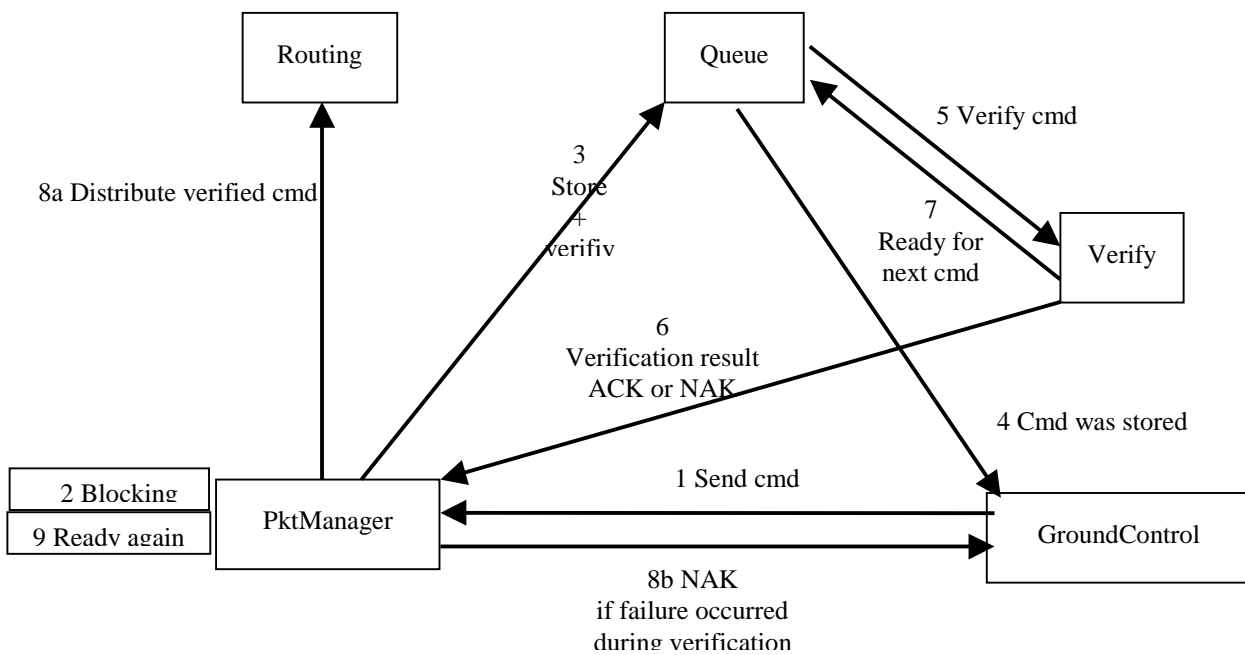 Routing
Queue
5 Verify cmd
3
Store
+
verifiv
8a Distribute verified cmd
7
Ready for
next cmd
Verify
6
Verification result
ACK or NAK
4 Cmd was stored
1 Send cmd
2 Blocking
PktManager
9 Ready again
GroundControl
8b NAK
if failure occurred
during verification